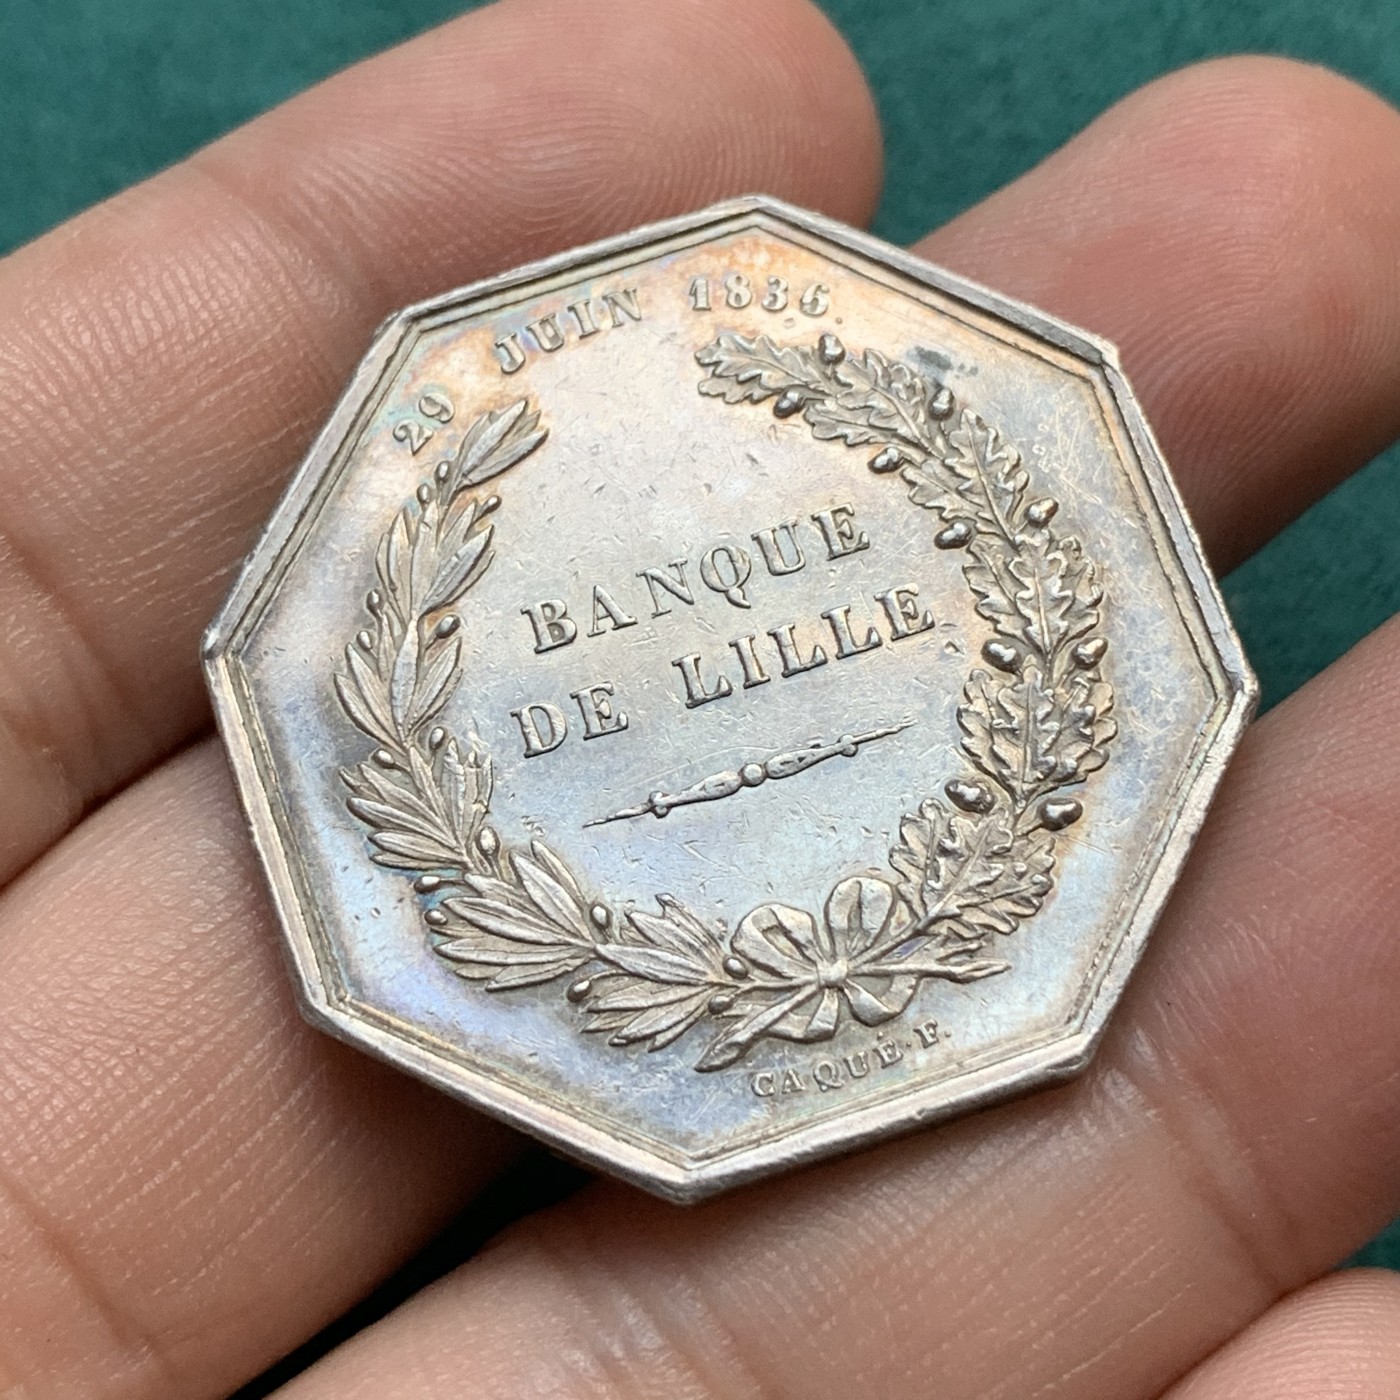 29 JUIN 1836
BANQUE
DE LILLE
CAQUÉ. F.